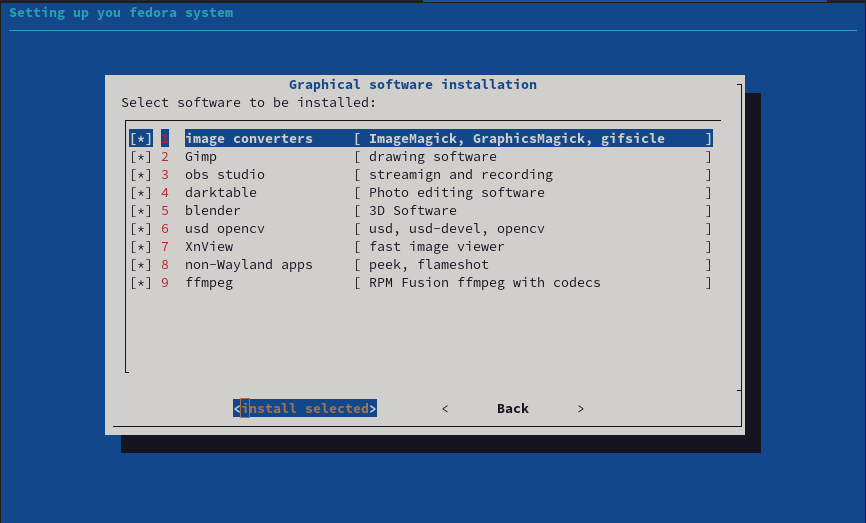 Setting up you fedora system
Graphical software installation
Select software to be installed:
[*] 1 image converters [ ImageMagick, GraphicsMagick, gifsicle ]
[*] 2 Gimp [ drawing software ]
[*] 3 obs studio [ streamign and recording ]
[*] 4 darktable [ Photo editing software ]
[*] 5 blender [ 3D Software ]
[*] 6 usd opencv [ usd, usd-devel, opencv ]
[*] 7 XnView [ fast image viewer ]
[*] 8 non-Wayland apps [ peek, flameshot ]
[*] 9 ffmpeg [ RPM Fusion ffmpeg with codecs ]
<install selected> < Back >